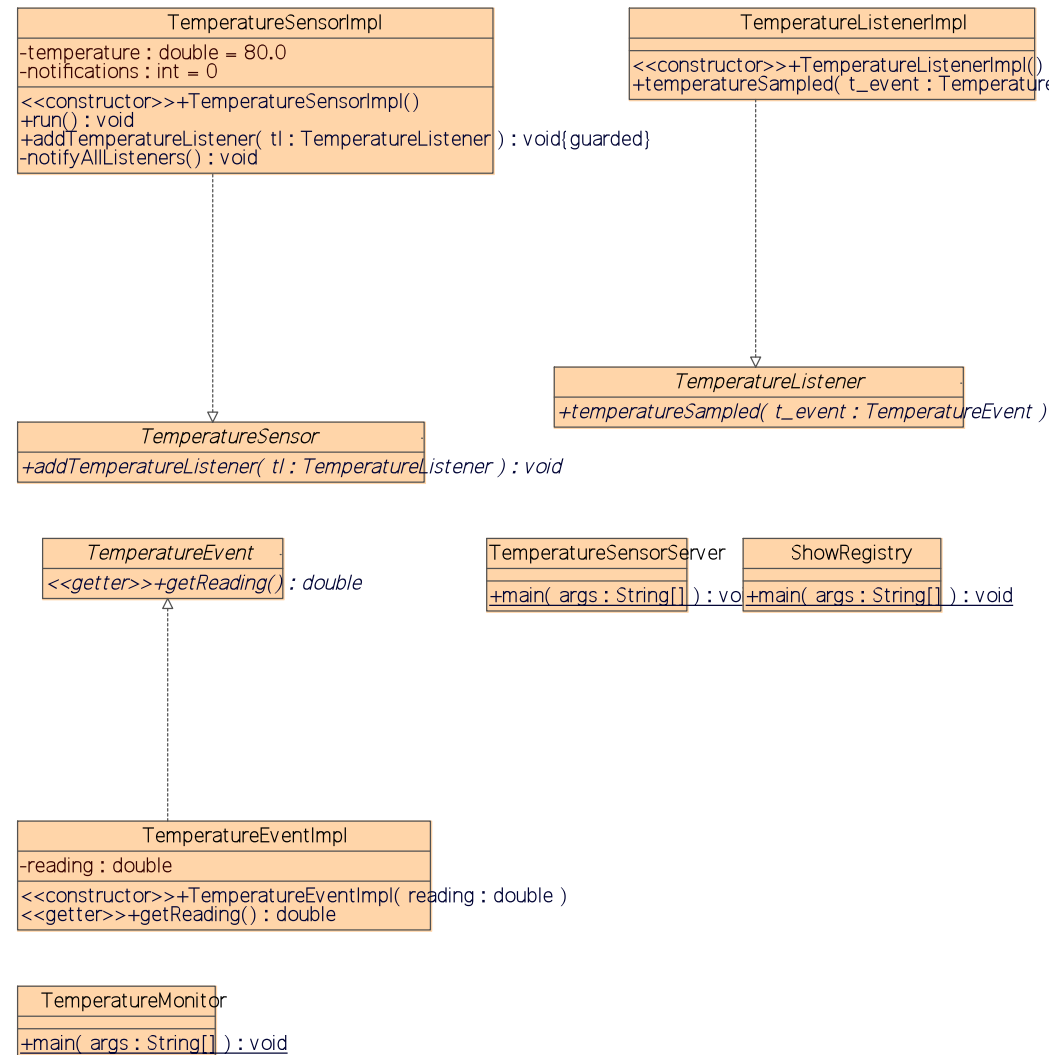 TemperatureSensorImpl
-temperature : double = 80.0
-notifications : int = 0
<<constructor>>+TemperatureSensorImpl()
+run() : void
+addTemperatureListener( tl : TemperatureListener ) : void{guarded}
-notifyAllListeners() : void
TemperatureListenerImpl
<<constructor>>+TemperatureListenerImpl()
+temperatureSampled( t_event : Temperature
TemperatureListener
+temperatureSampled( t_event : TemperatureEvent )
TemperatureSensor
+addTemperatureListener( tl : TemperatureListener ) : void
TemperatureEvent
<<getter>>+getReading() : double
TemperatureSensorServer
+main( args : String[] ) : vo
ShowRegistry
+main( args : String[] ) : void
TemperatureEventImpl
-reading : double
<<constructor>>+TemperatureEventImpl( reading : double )
<<getter>>+getReading() : double
TemperatureMonitor
+main( args : String[] ) : void